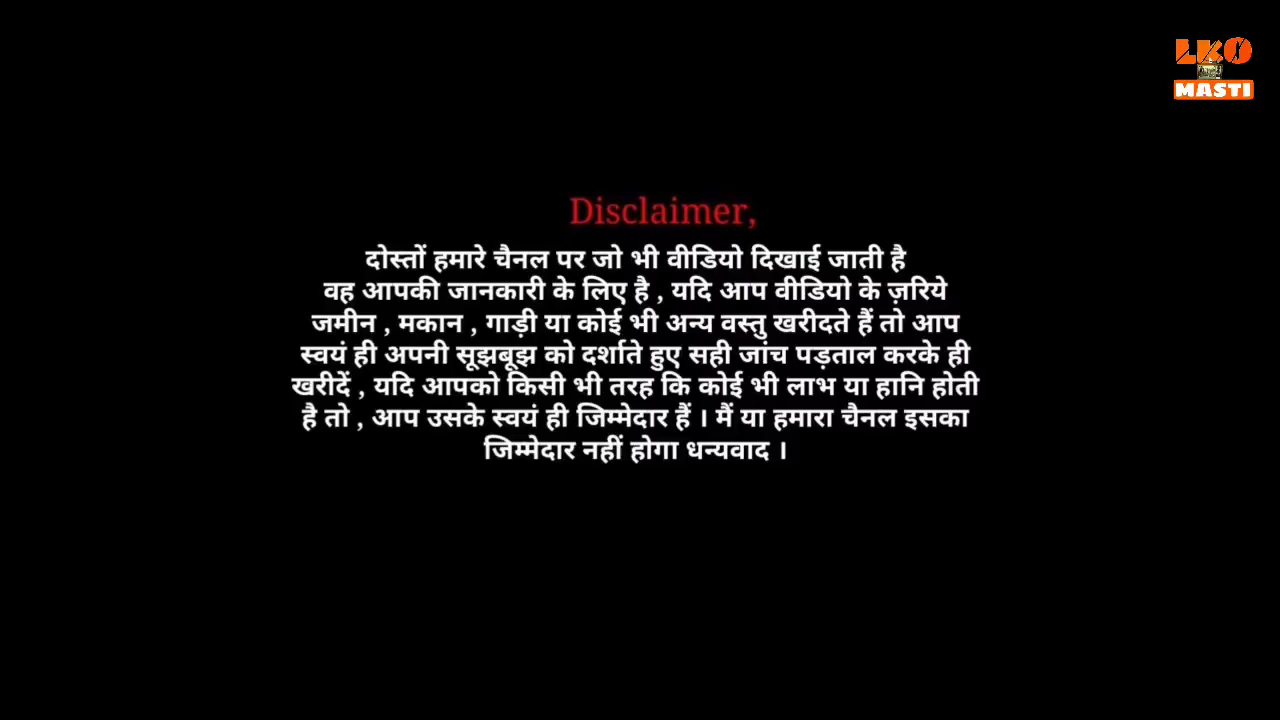 LKO
MASTI
Disclaimer,
दोस्तों हमारे चैनल पर जो भी वीडियो दिखाई जाती है
वह आपकी जानकारी के लिए है , यदि आप वीडियो के ज़रिये
जमीन , मकान , गाड़ी या कोई भी अन्य वस्तु खरीदते हैं तो आप
स्वयं ही अपनी सूझबूझ को दर्शाते हुए सही जांच पड़ताल करके ही
खरीदें , यदि आपको किसी भी तरह कि कोई भी लाभ या हानि होती
है तो , आप उसके स्वयं ही जिम्मेदार हैं । मैं या हमारा चैनल इसका
जिम्मेदार नहीं होगा धन्यवाद ।